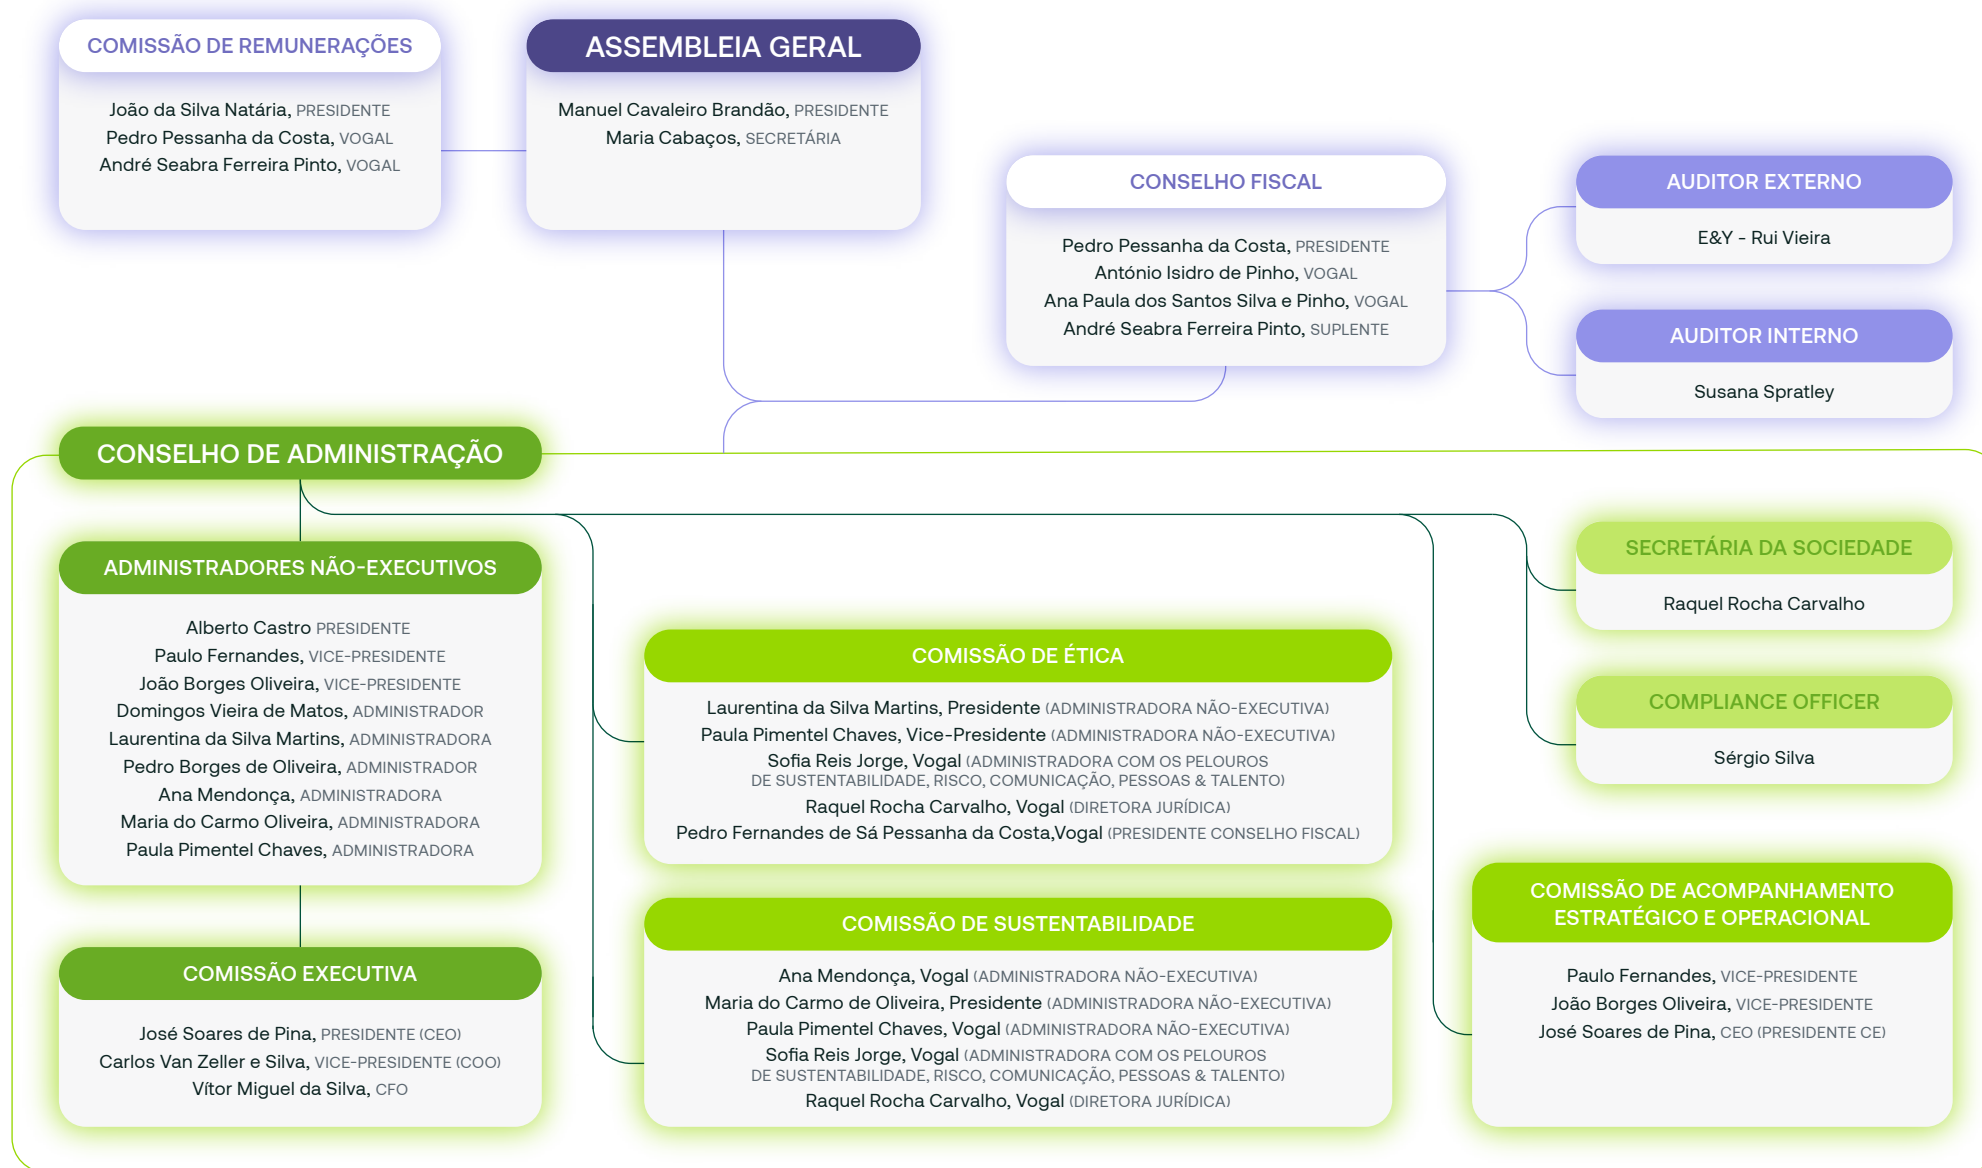 COMISSÃO DE REMUNERAÇÕES
João da Silva Natária, PRESIDENTE
Pedro Pessanha da Costa, VOGAL
André Seabra Ferreira Pinto, VOGAL
ASSEMBLEIA GERAL
Manuel Cavaleiro Brandão, PRESIDENTE
Maria Cabaços, SECRETÁRIA
CONSELHO FISCAL
Pedro Pessanha da Costa, PRESIDENTE
António Isidro de Pinho, VOGAL
Ana Paula dos Santos Silva e Pinho, VOGAL
André Seabra Ferreira Pinto, SUPLENTE
AUDITOR EXTERNO
E&Y - Rui Vieira
AUDITOR INTERNO
Susana Spratley
CONSELHO DE ADMINISTRAÇÃO
ADMINISTRADORES NÃO-EXECUTIVOS
Alberto Castro PRESIDENTE
Paulo Fernandes, VICE-PRESIDENTE
João Borges Oliveira, VICE-PRESIDENTE
Domingos Vieira de Matos, ADMINISTRADOR
Laurentina da Silva Martins, ADMINISTRADORA
Pedro Borges de Oliveira, ADMINISTRADOR
Ana Mendonça, ADMINISTRADORA
Maria do Carmo Oliveira, ADMINISTRADORA
Paula Pimentel Chaves, ADMINISTRADORA
COMISSÃO EXECUTIVA
José Soares de Pina, PRESIDENTE (CEO)
Carlos Van Zeller e Silva, VICE-PRESIDENTE (COO)
Vítor Miguel da Silva, CFO
COMISSÃO DE ÉTICA
Laurentina da Silva Martins, Presidente (ADMINISTRADORA NÃO-EXECUTIVA)
Paula Pimentel Chaves, Vice-Presidente (ADMINISTRADORA NÃO-EXECUTIVA)
Sofia Reis Jorge, Vogal (ADMINISTRADORA COM OS PELOUROS
DE SUSTENTABILIDADE, RISCO, COMUNICAÇÃO, PESSOAS & TALENTO)
Raquel Rocha Carvalho, Vogal (DIRETORA JURÍDICA)
Pedro Fernandes de Sá Pessanha da Costa,Vogal (PRESIDENTE CONSELHO FISCAL)
COMISSÃO DE SUSTENTABILIDADE
Ana Mendonça, Vogal (ADMINISTRADORA NÃO-EXECUTIVA)
Maria do Carmo de Oliveira, Presidente (ADMINISTRADORA NÃO-EXECUTIVA)
Paula Pimentel Chaves, Vogal (ADMINISTRADORA NÃO-EXECUTIVA)
Sofia Reis Jorge, Vogal (ADMINISTRADORA COM OS PELOUROS
DE SUSTENTABILIDADE, RISCO, COMUNICAÇÃO, PESSOAS & TALENTO)
Raquel Rocha Carvalho, Vogal (DIRETORA JURÍDICA)
SECRETÁRIA DA SOCIEDADE
Raquel Rocha Carvalho
COMPLIANCE OFFICER
Sérgio Silva
COMISSÃO DE ACOMPANHAMENTO
ESTRATÉGICO E OPERACIONAL
Paulo Fernandes, VICE-PRESIDENTE
João Borges Oliveira, VICE-PRESIDENTE
José Soares de Pina, CEO (PRESIDENTE CE)